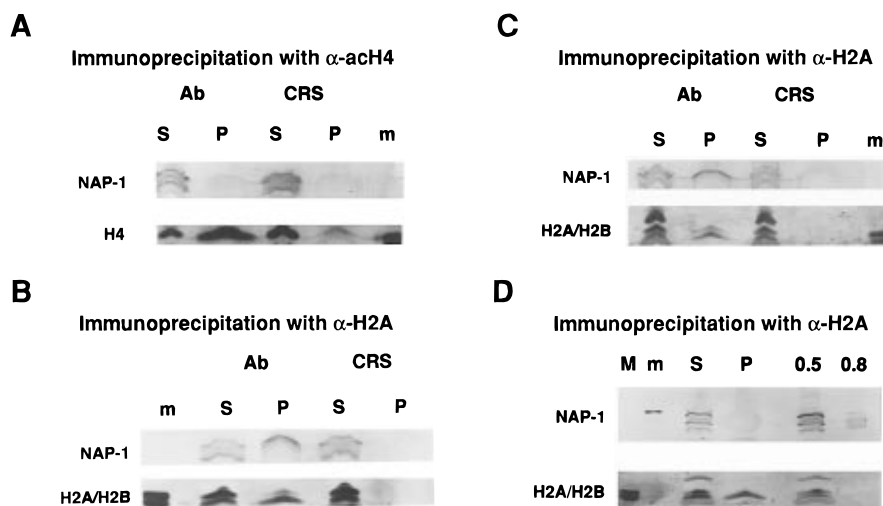 A
Immunoprecipitation with α-acH4
Ab CRS
S P S P m
NAP-1
H4
B
Immunoprecipitation with α-H2A
Ab CRS
m S P S P
NAP-1
H2A/H2B
C
Immunoprecipitation with α-H2A
Ab CRS
S P S P m
NAP-1
H2A/H2B
D
Immunoprecipitation with α-H2A
M m S P 0.5 0.8
NAP-1
H2A/H2B